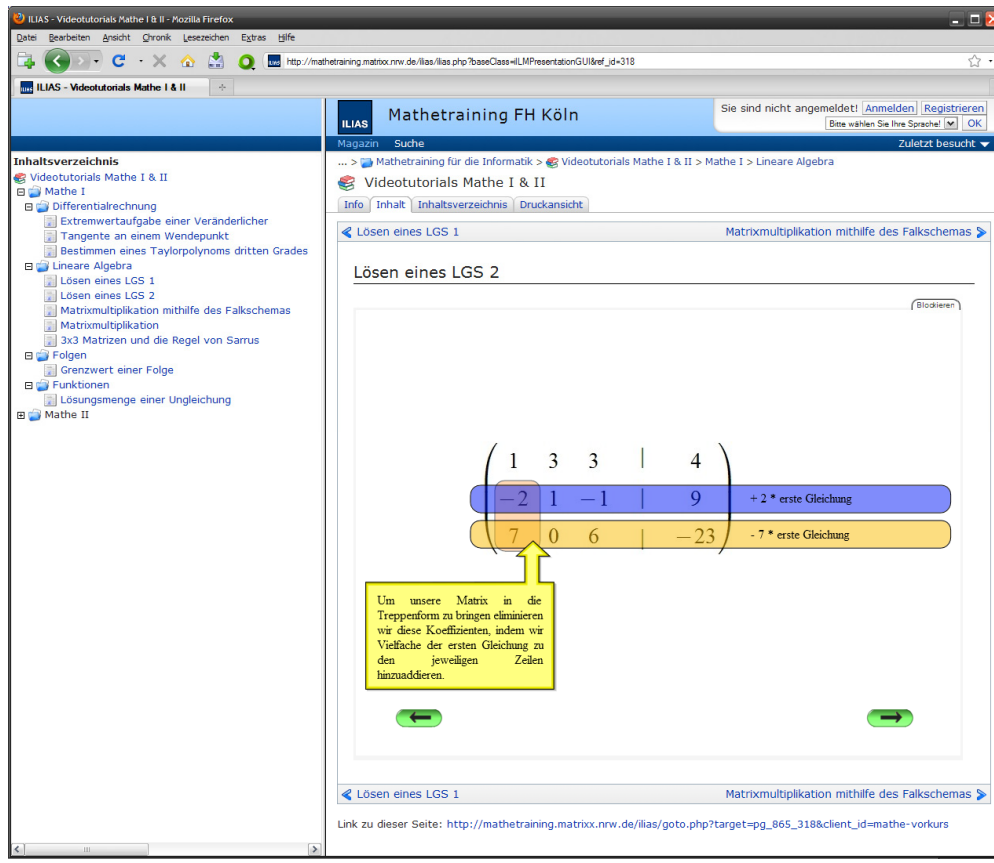 ILIAS - Videotutorials Mathe I & II - Mozilla Firefox
Datei Bearbeiten Ansicht Chronik Lesezeichen Extras Hilfe
http://mathetraining.matrixx.nrw.de/ilias/ilias.php?baseClass=ilLMPresentationGUI&ref_id=318
ILIAS - Videotutorials Mathe I & II
Inhaltsverzeichnis
Videotutorials Mathe I & II
Mathe I
Differentialrechnung
Extremwertaufgabe einer Veränderlicher
Tangente an einem Wendepunkt
Bestimmen eines Taylorpolynoms dritten Grades
Lineare Algebra
Lösen eines LGS 1
Lösen eines LGS 2
Matrixmultiplikation mithilfe des Falkschemas
Matrixmultiplikation
3x3 Matrizen und die Regel von Sarrus
Folgen
Grenzwert einer Folge
Funktionen
Lösungsmenge einer Ungleichung
Mathe II
ILIAS
Mathetraining FH Köln
Sie sind nicht angemeldet! Anmelden Registrieren
Bitte wählen Sie Ihre Sprache! OK
Magazin Suche Zuletzt besucht
... > Mathetraining für die Informatik > Videotutorials Mathe I & II > Mathe I > Lineare Algebra
Videotutorials Mathe I & II
Info Inhalt Inhaltsverzeichnis Druckansicht
Lösen eines LGS 1 Matrixmultiplikation mithilfe des Falkschemas
Lösen eines LGS 2
Blockieren
1 3 3 | 4
−2 1 −1 | 9 + 2 * erste Gleichung
7 0 6 | −23 - 7 * erste Gleichung
Um unsere Matrix in die
Treppenform zu bringen eliminieren
wir diese Koeffizienten, indem wir
Vielfache der ersten Gleichung zu
den jeweiligen Zeilen
hinzuaddieren.
Lösen eines LGS 1 Matrixmultiplikation mithilfe des Falkschemas
Link zu dieser Seite: http://mathetraining.matrixx.nrw.de/ilias/goto.php?target=pg_865_318&client_id=mathe-vorkurs